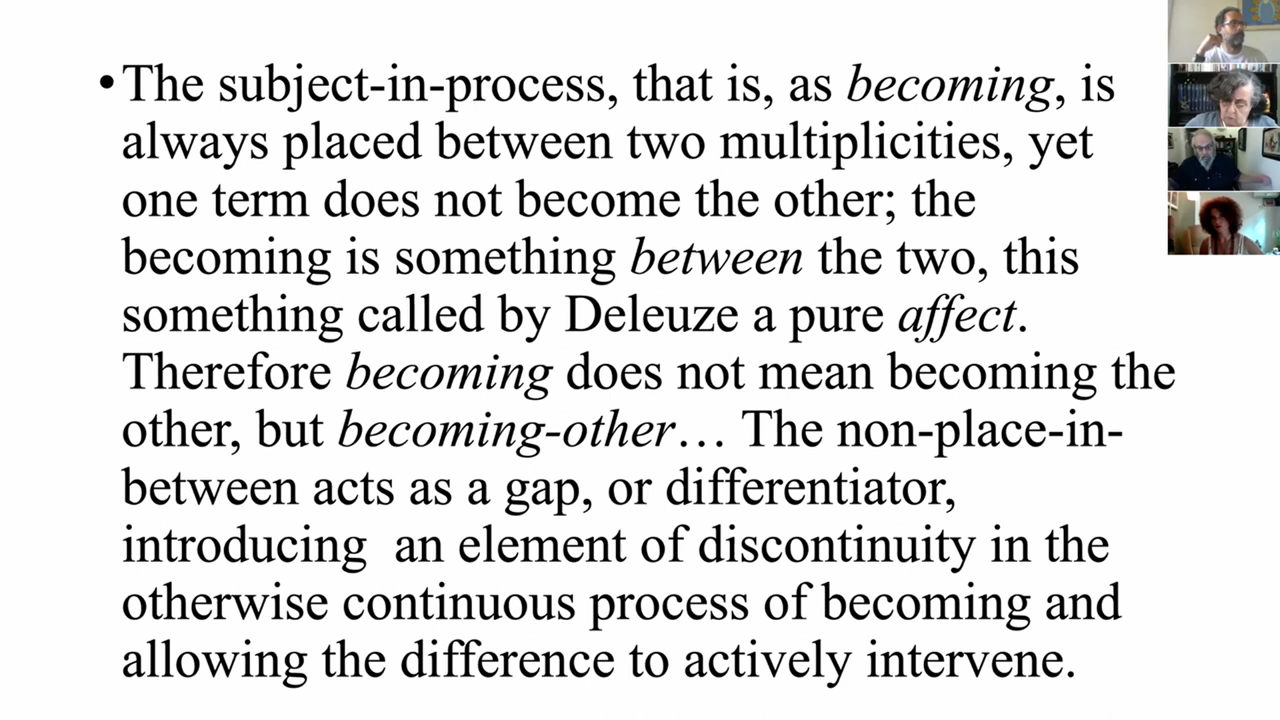 •The subject-in-process, that is, as becoming, is
always placed between two multiplicities, yet
one term does not become the other; the
becoming is something between the two, this
something called by Deleuze a pure affect.
Therefore becoming does not mean becoming the
other, but becoming-other… The non-place-in-
between acts as a gap, or differentiator,
introducing  an element of discontinuity in the
otherwise continuous process of becoming and
allowing the difference to actively intervene.